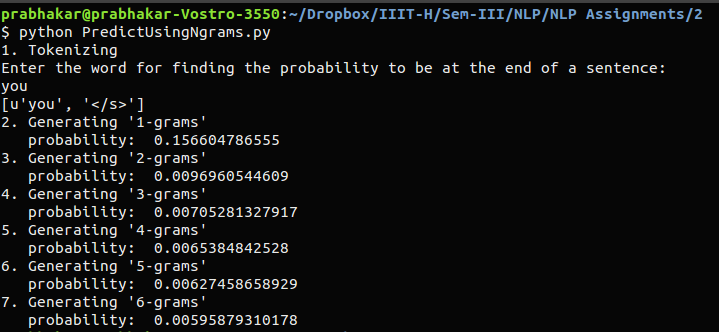 prabhakar@prabhakar-Vostro-3550:~/Dropbox/IIIT-H/Sem-III/NLP/NLP Assignments/2
$ python PredictUsingNgrams.py
1. Tokenizing
Enter the word for finding the probability to be at the end of a sentence:
you
[u'you', '</s>']
2. Generating '1-grams'
probability:  0.156604786555
3. Generating '2-grams'
probability:  0.0096960544609
4. Generating '3-grams'
probability:  0.00705281327917
5. Generating '4-grams'
probability:  0.0065384842528
6. Generating '5-grams'
probability:  0.00627458658929
7. Generating '6-grams'
probability:  0.00595879310178